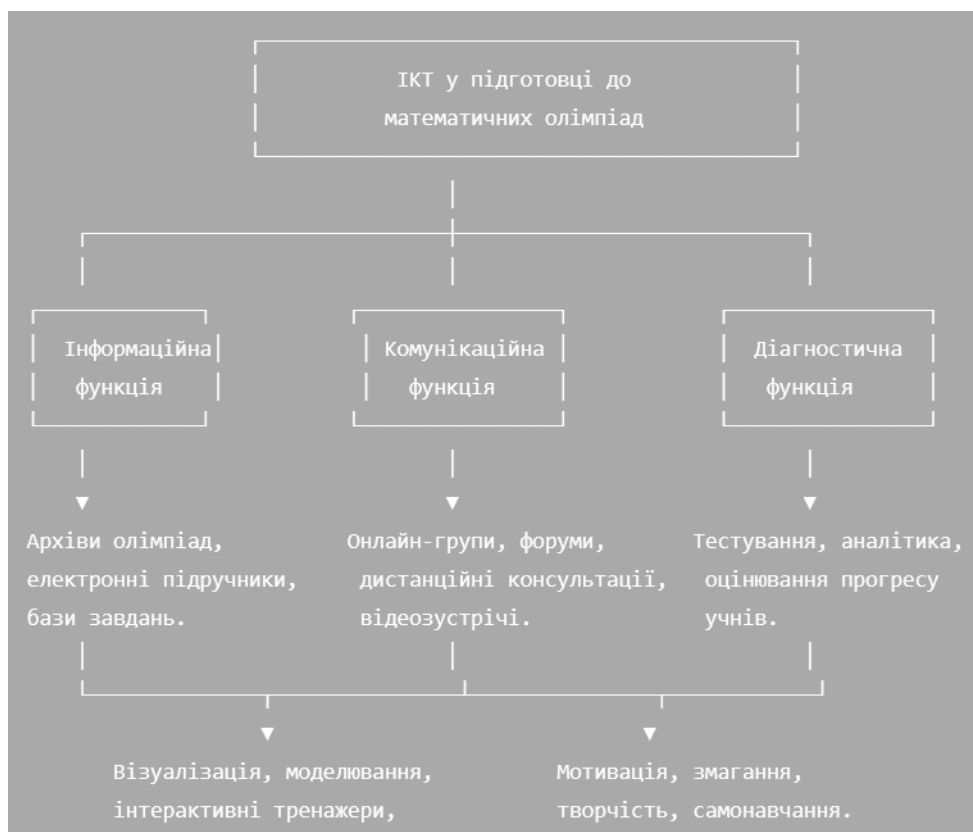 ІКТ у підготовці до
математичних олімпіад
Інформаційна
функція
Комунікаційна
функція
Діагностична
функція
Архіви олімпіад,
електронні підручники,
бази завдань.
Онлайн-групи, форуми,
дистанційні консультації,
відеозустрічі.
Тестування, аналітика,
оцінювання прогресу
учнів.
Візуалізація, моделювання,
інтерактивні тренажери,
Мотивація, змагання,
творчість, самонавчання.